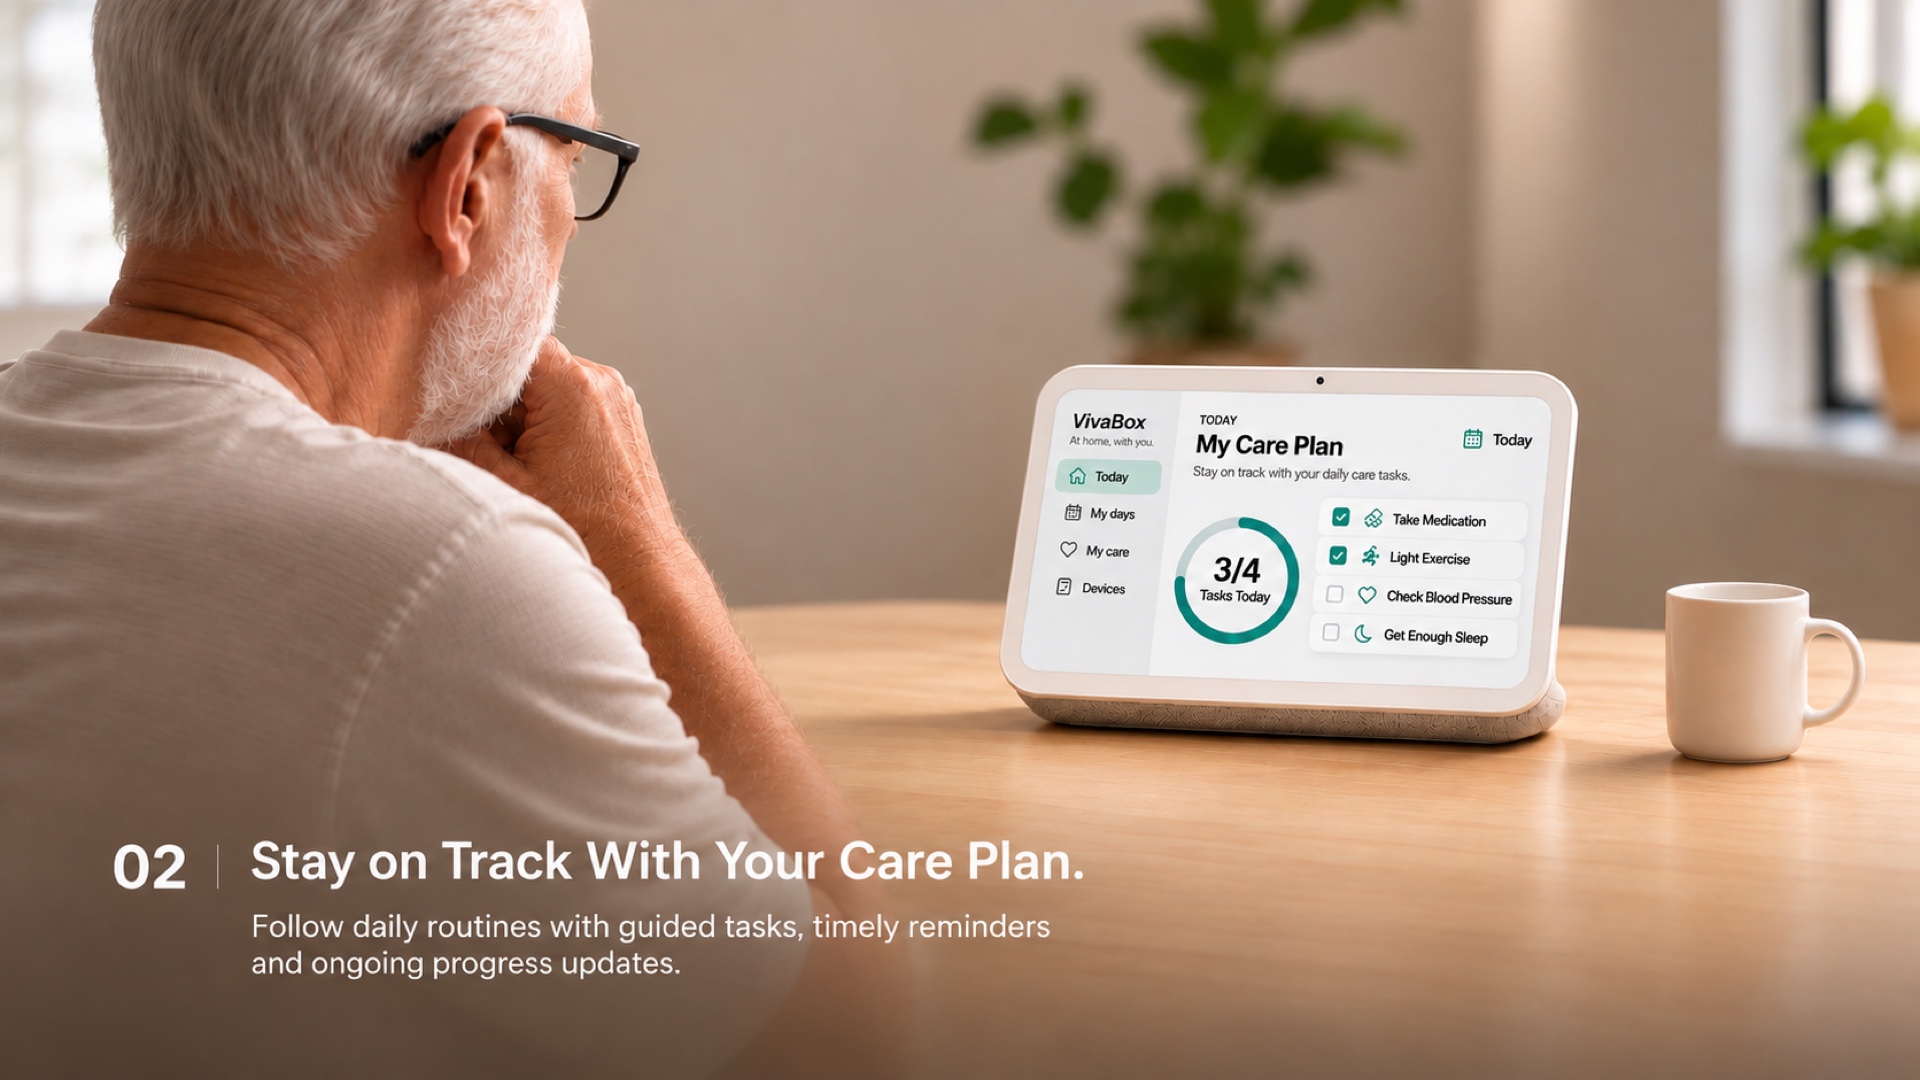 VivaBox
At home, with you.
Today
My days
My care
Devices
TODAY
My Care Plan
Stay on track with your daily care tasks.
Today
3/4
Tasks Today
Take Medication
Light Exercise
Check Blood Pressure
Get Enough Sleep
02
Stay on Track With Your Care Plan.
Follow daily routines with guided tasks, timely reminders
and ongoing progress updates.